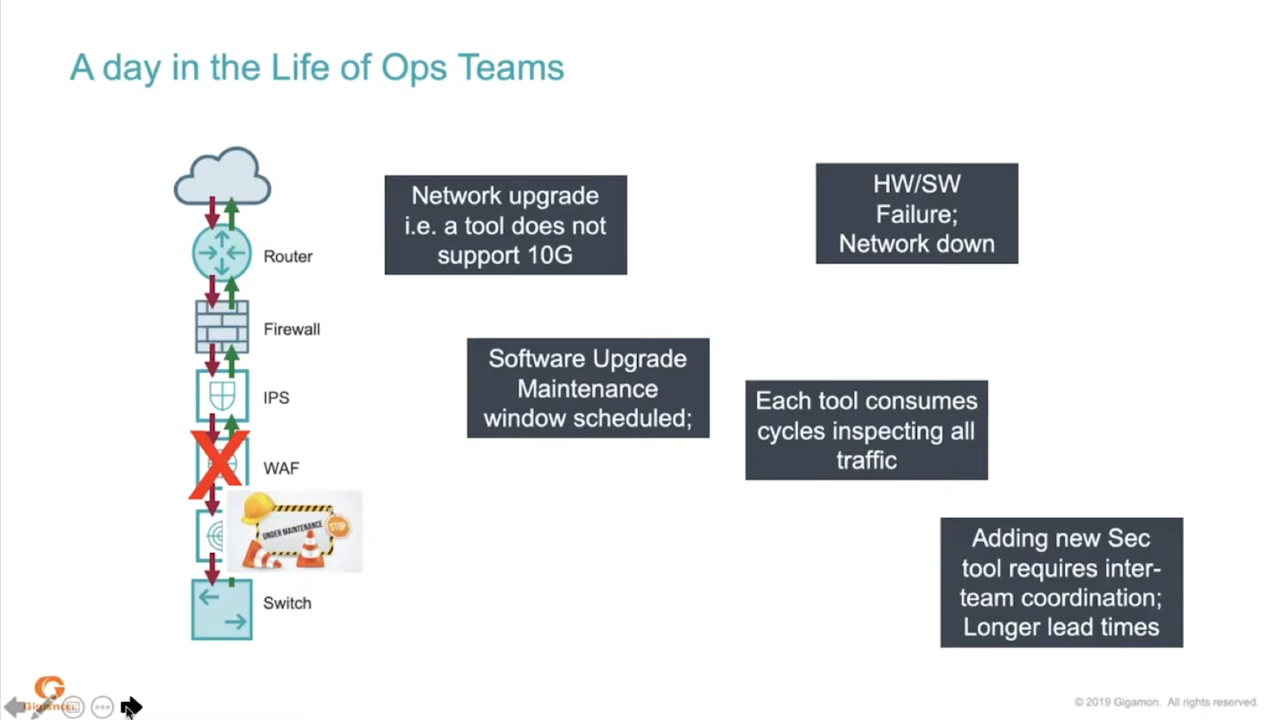 A day in the Life of Ops Teams
Router
Firewall
IPS
WAF
UNDER MAINTENANCE
STOP
Switch
Network upgrade
i.e. a tool does not
support 10G
HW/SW
Failure;
Network down
Software Upgrade
Maintenance
window scheduled;
Each tool consumes
cycles inspecting all
traffic
Adding new Sec
tool requires inter-
team coordination;
Longer lead times
Gigamon
© 2019 Gigamon. All rights reserved.